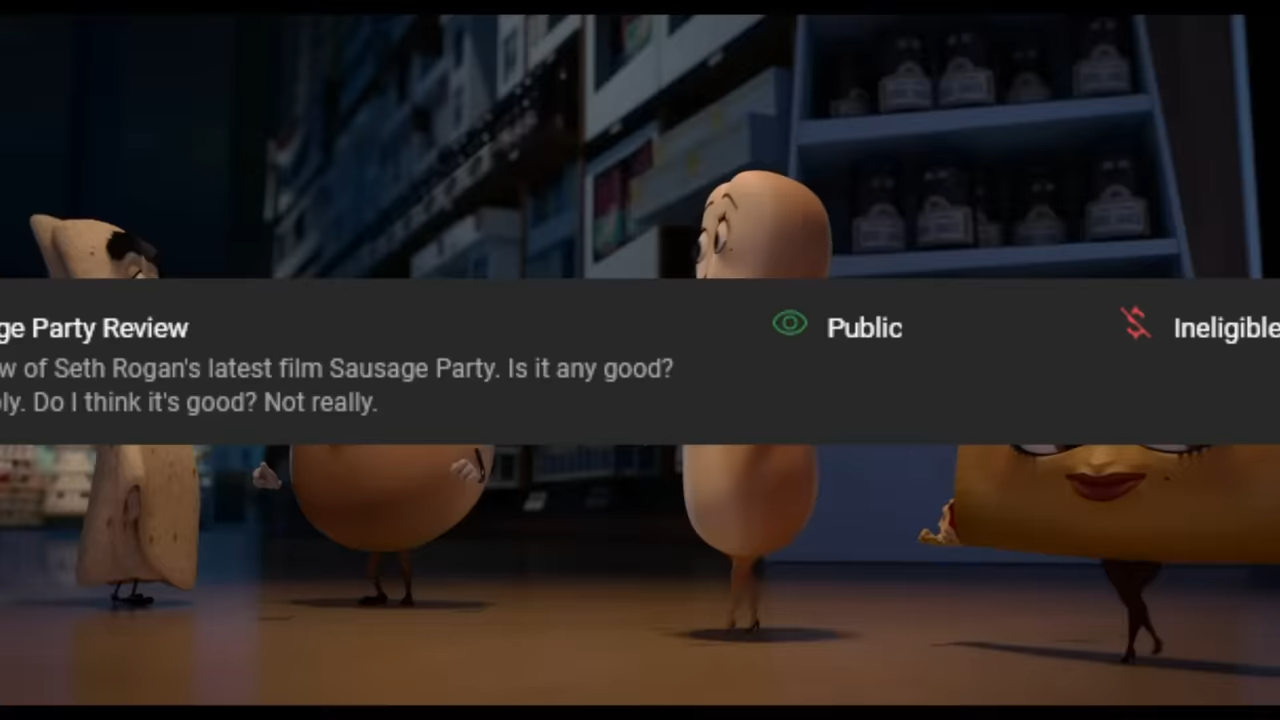 ge Party Review
Public
Ineligible
w of Seth Rogan's latest film Sausage Party. Is it any good?
ly. Do I think it's good? Not really.